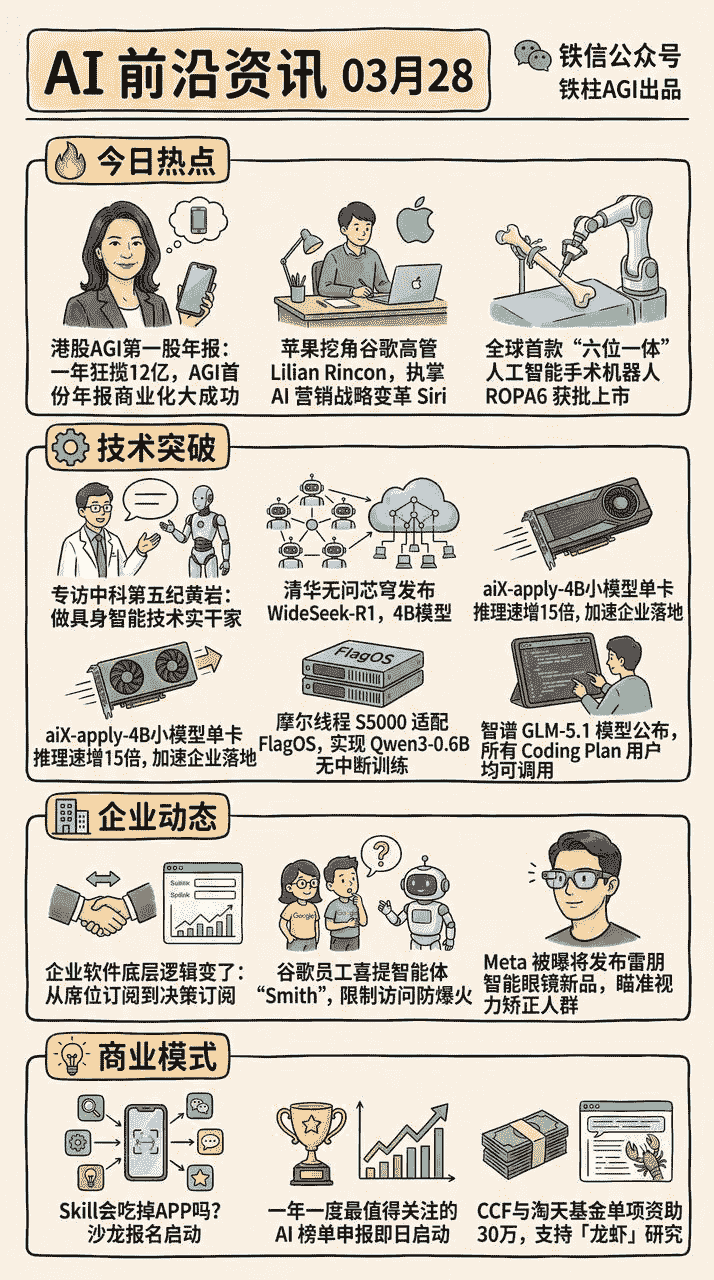 AI 前沿资讯 03月28
铁信公众号
铁柱AGI出品
今日热点
港股AGI第一股年报：
一年狂揽12亿，AGI首
份年报商业化大成功
苹果挖角谷歌高管
Lilian Rincon，执掌
AI 营销战略变革 Siri
全球首款“六位一体”
人工智能手术机器人
ROPA6 获批上市
技术突破
专访中科第五纪黄岩：
做具身智能技术实干家
清华无问芯穹发布
WideSeek-R1，4B模型
aiX-apply-4B小模型单卡
推理速增15倍，加速企业落地
aiX-apply-4B小模型单卡
推理速增15倍，加速企业落地
FlagOS
摩尔线程 S5000 适配
FlagOS，实现 Qwen3-0.6B
无中断训练
智谱 GLM-5.1 模型公布，
所有 Coding Plan 用户
均可调用
企业动态
企业软件底层逻辑变了：
从席位订阅到决策订阅
?
Google
Google
谷歌员工喜提智能体
“Smith”，限制访问防爆火
Meta 被曝将发布雷朋
智能眼镜新品，瞄准视
力矫正人群
商业模式
Skill会吃掉APP吗？
沙龙报名启动
一年一度最值得关注的
AI 榜单申报即日启动
CCF与淘天基金单项资助
30万，支持「龙虾」研究